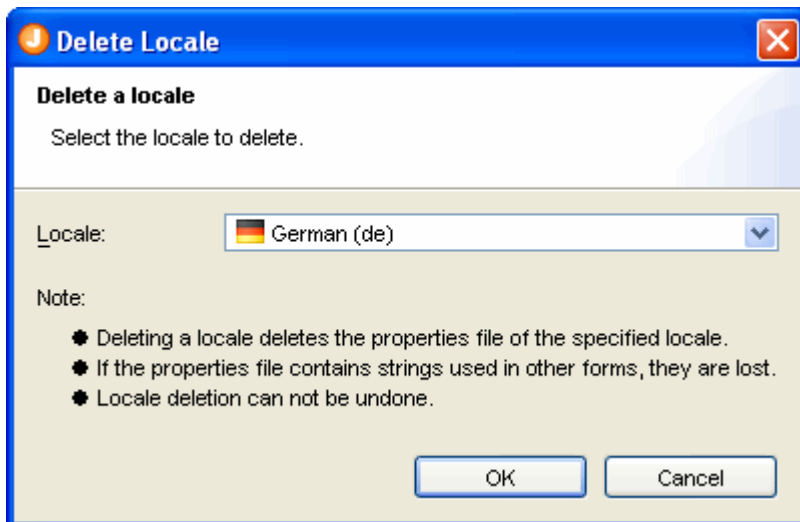 Delete Locale
Delete a locale
Select the locale to delete.
Locale: German (de)
Note:
● Deleting a locale deletes the properties file of the specified locale.
● If the properties file contains strings used in other forms, they are lost.
● Locale deletion can not be undone.
OK Cancel